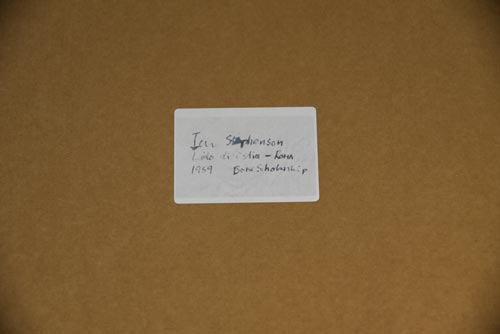 Ian Stephenson
Lido di Ostia - Roma
1959 Boise Scholarship